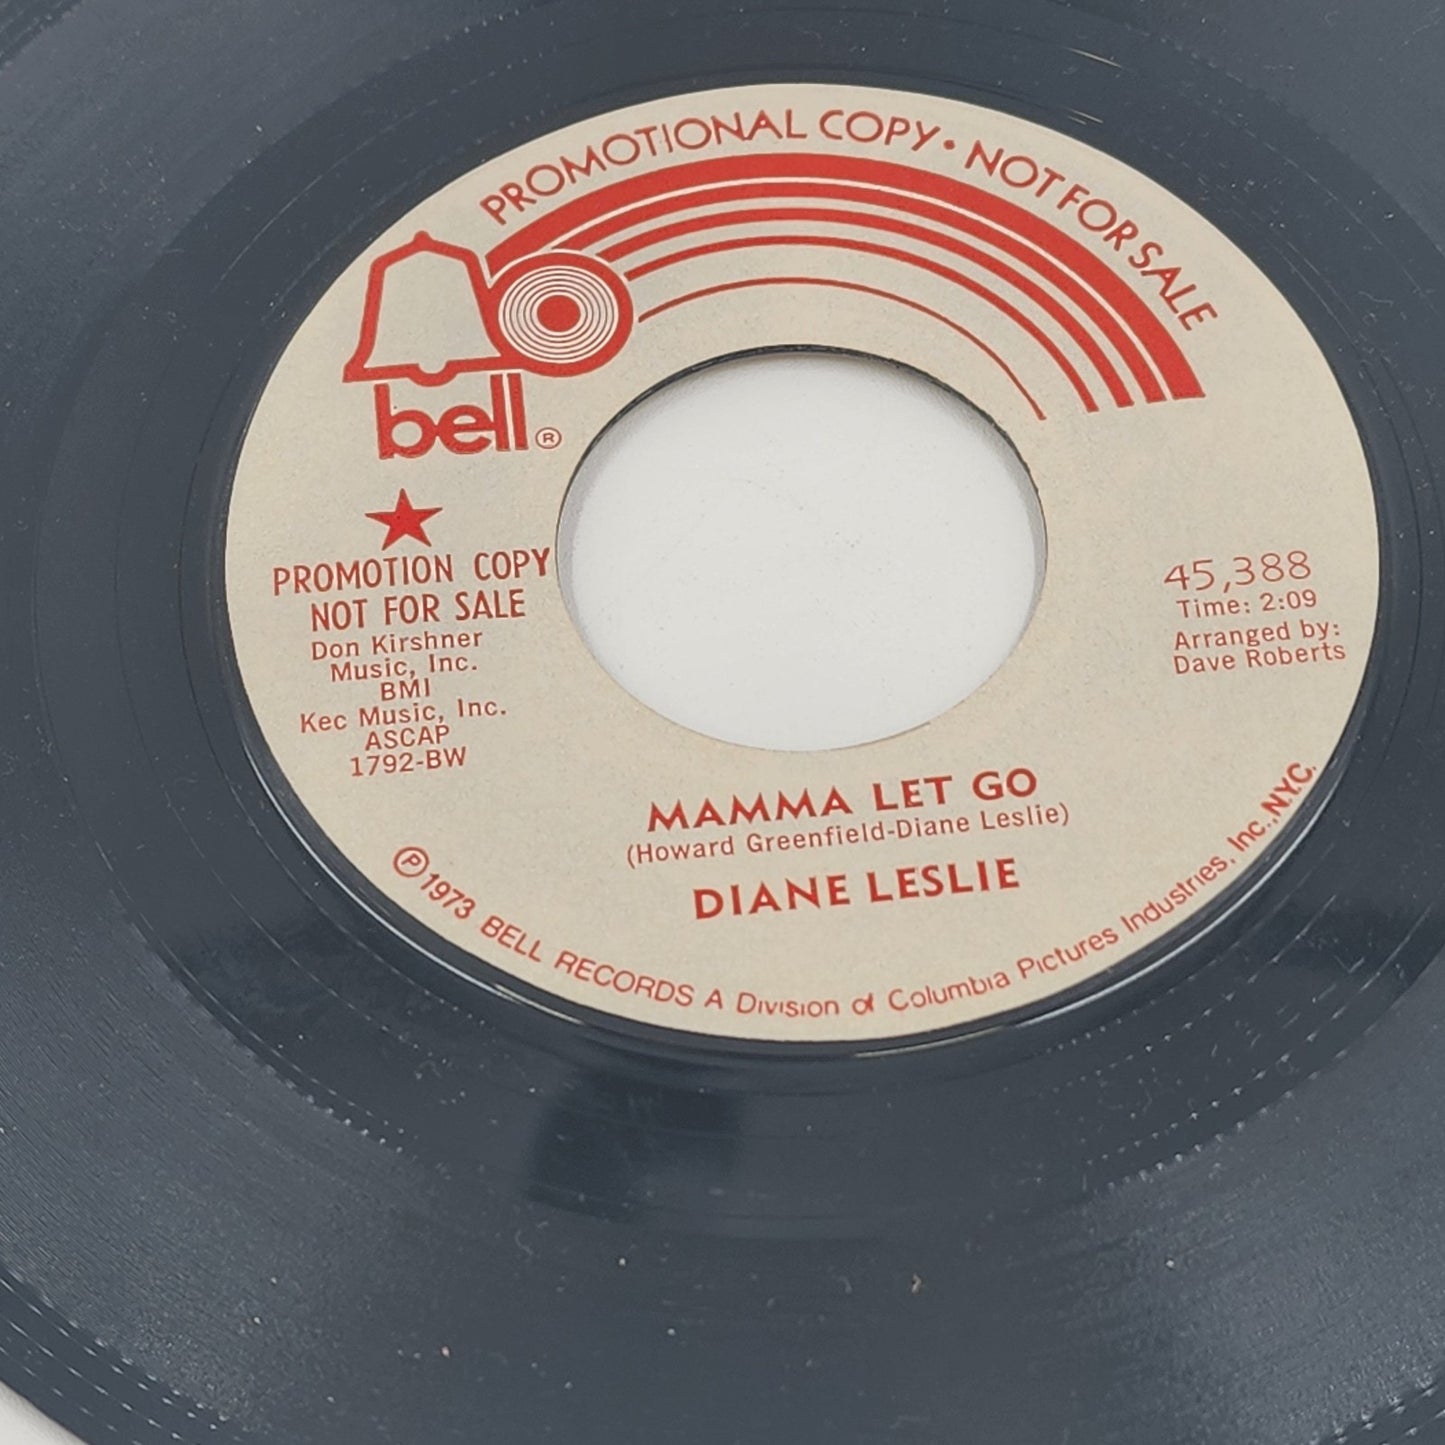 PROMOTIONAL COPY • NOT FOR SALE
bell®
PROMOTION COPY
NOT FOR SALE
Don Kirshner
Music, Inc.
BMI
Kec Music, Inc.
ASCAP
1792-BW
45,388
Time: 2:09
Arranged by:
Dave Roberts
MAMMA LET GO
(Howard Greenfield-Diane Leslie)
DIANE LESLIE
℗ 1973 BELL RECORDS A Division of Columbia Pictures Industries, Inc., N.Y.C.